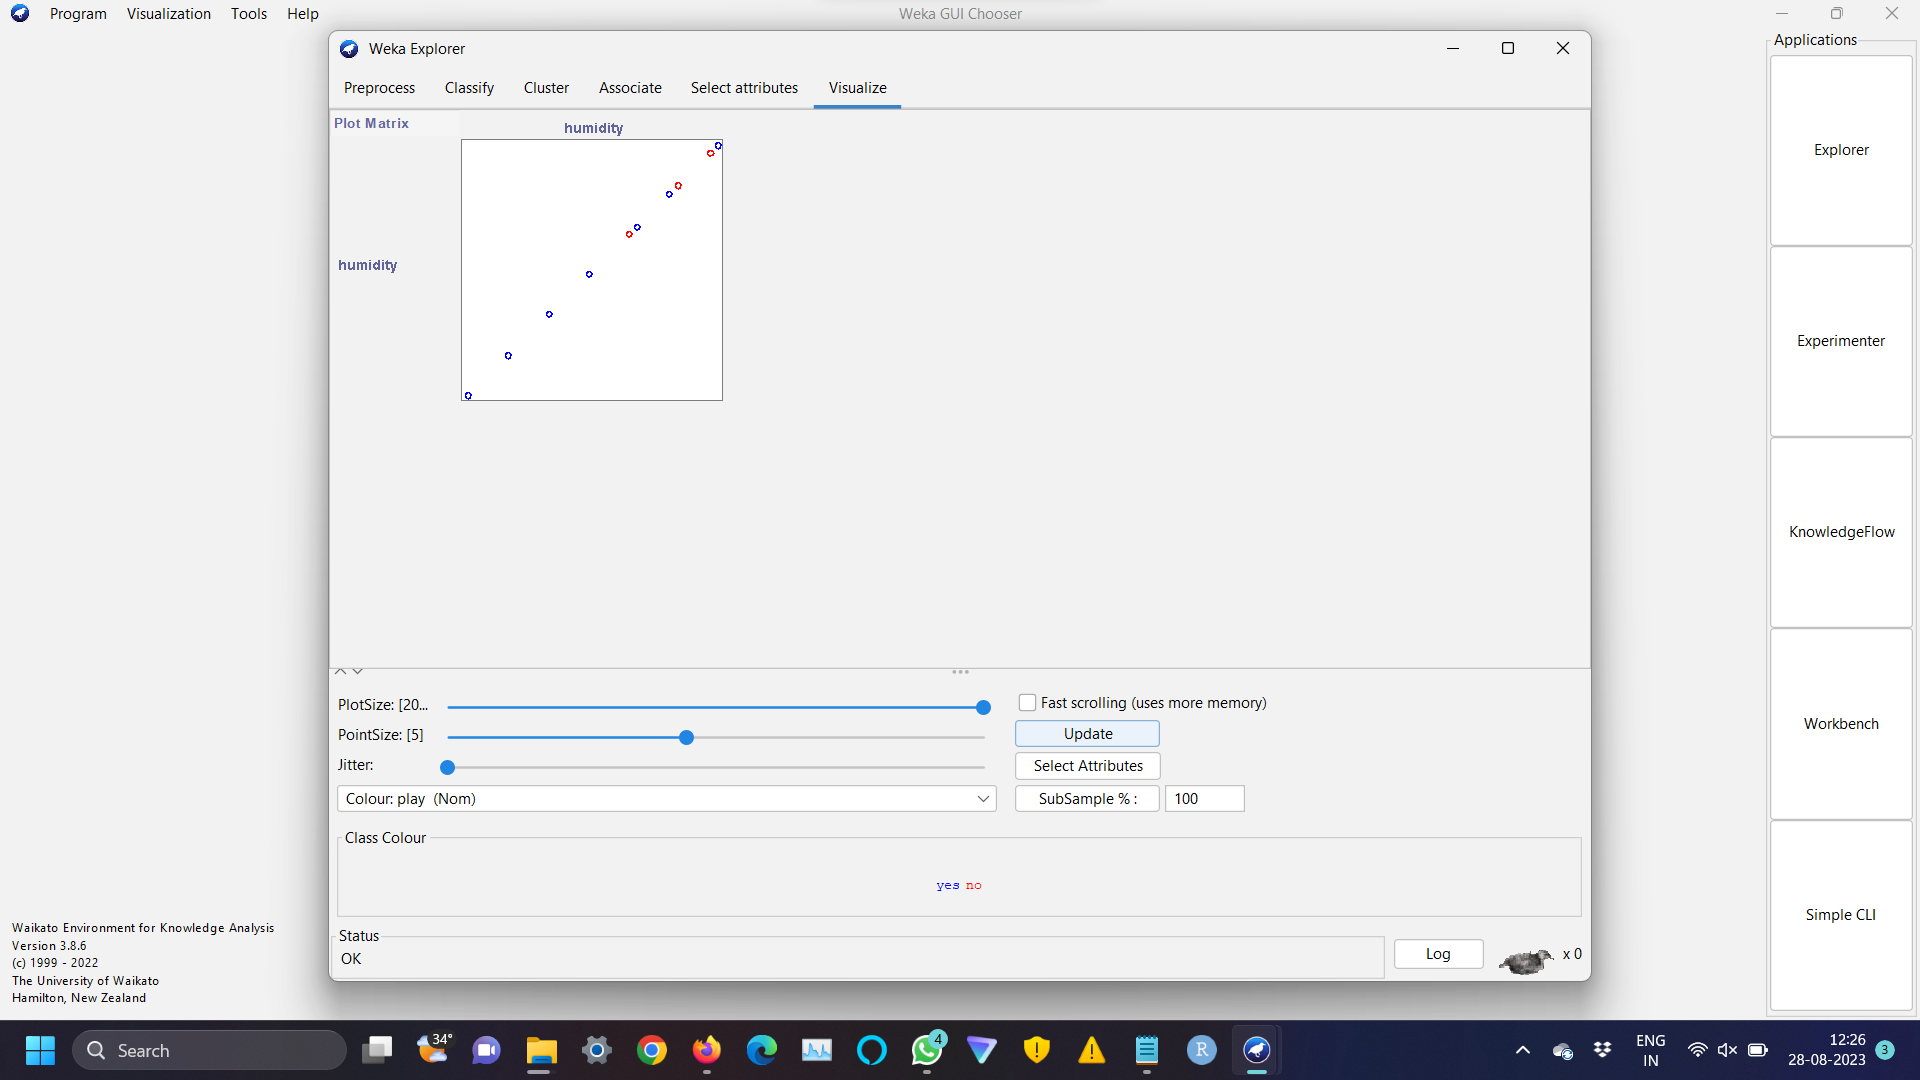 Program Visualization Tools Help
Weka GUI Chooser
Applications
Weka Explorer
Preprocess Classify Cluster Associate Select attributes Visualize
Plot Matrix
humidity
humidity
Explorer
Experimenter
KnowledgeFlow
Workbench
Simple CLI
PlotSize: [20...
Fast scrolling (uses more memory)
PointSize: [5]
Update
Jitter:
Select Attributes
Colour: play (Nom)
SubSample % :
100
Class Colour
yes no
Status
OK
Log
x 0
Waikato Environment for Knowledge Analysis
Version 3.8.6
(c) 1999 - 2022
The University of Waikato
Hamilton, New Zealand
Search
34°
4
R
ENG
IN
12:26
28-08-2023
3